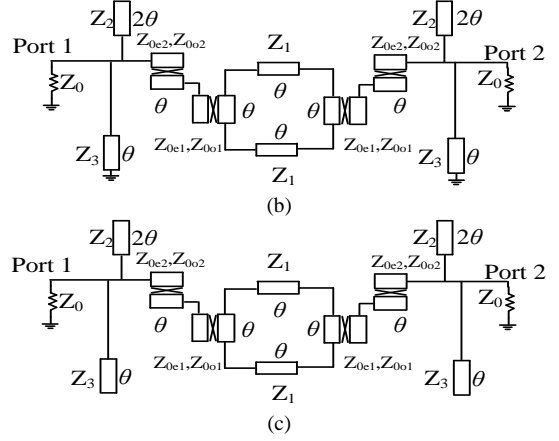 Z2 2θ Z2 2θ
Port 1 Z0e2,Z0o2 Z1 Z0e2,Z0o2 Port 2
Z0 θ Z0
θ θ θ θ θ
Z3 θ Z0e1,Z0o1 Z0e1,Z0o1 Z3 θ
θ
Z1
(b)
Z2 2θ Z2 2θ
Port 1 Z0e2,Z0o2 Z1 Z0e2,Z0o2 Port 2
Z0 θ Z0
θ θ θ θ θ
Z3 θ Z0e1,Z0o1 Z0e1,Z0o1 Z3 θ
Z1
(c)